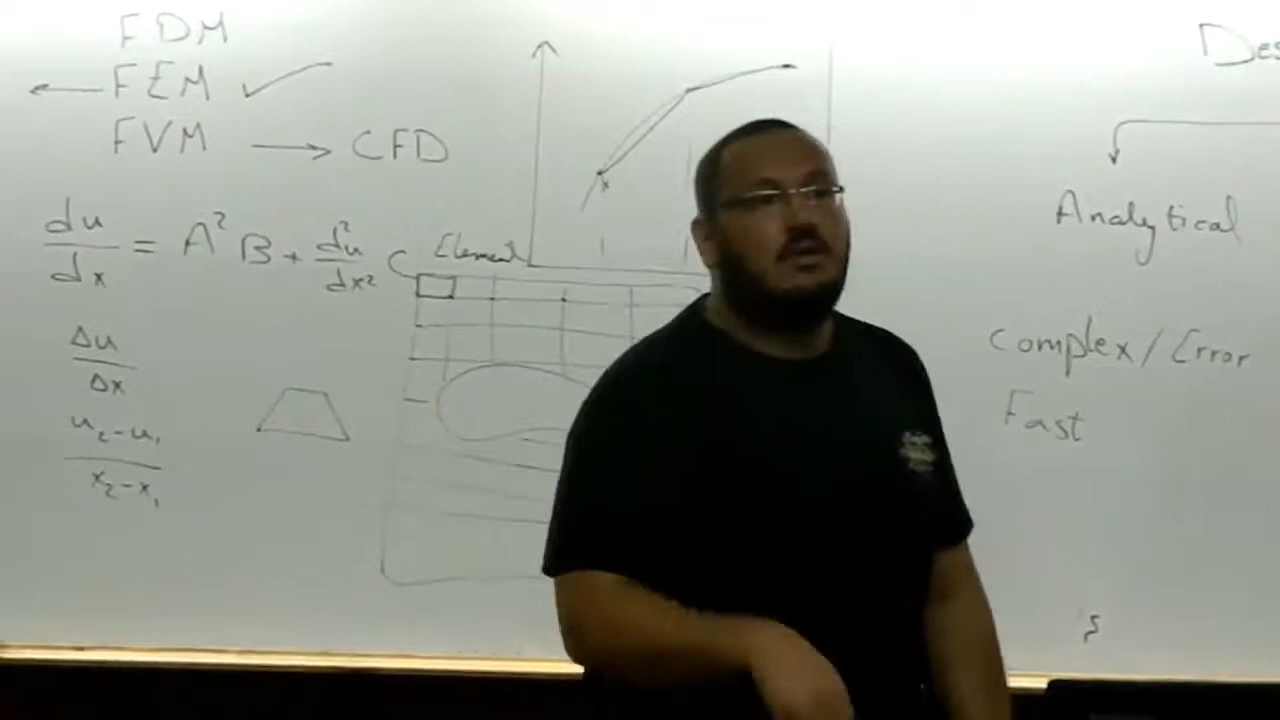 FDM
← FEM ✓
FVM → CFD
du/dx = A² B + d²u/dx² C
Δu/Δx
u₂-u₁/x₂-x₁
Element
x
Des
Analytical
Complex/Error
Fast